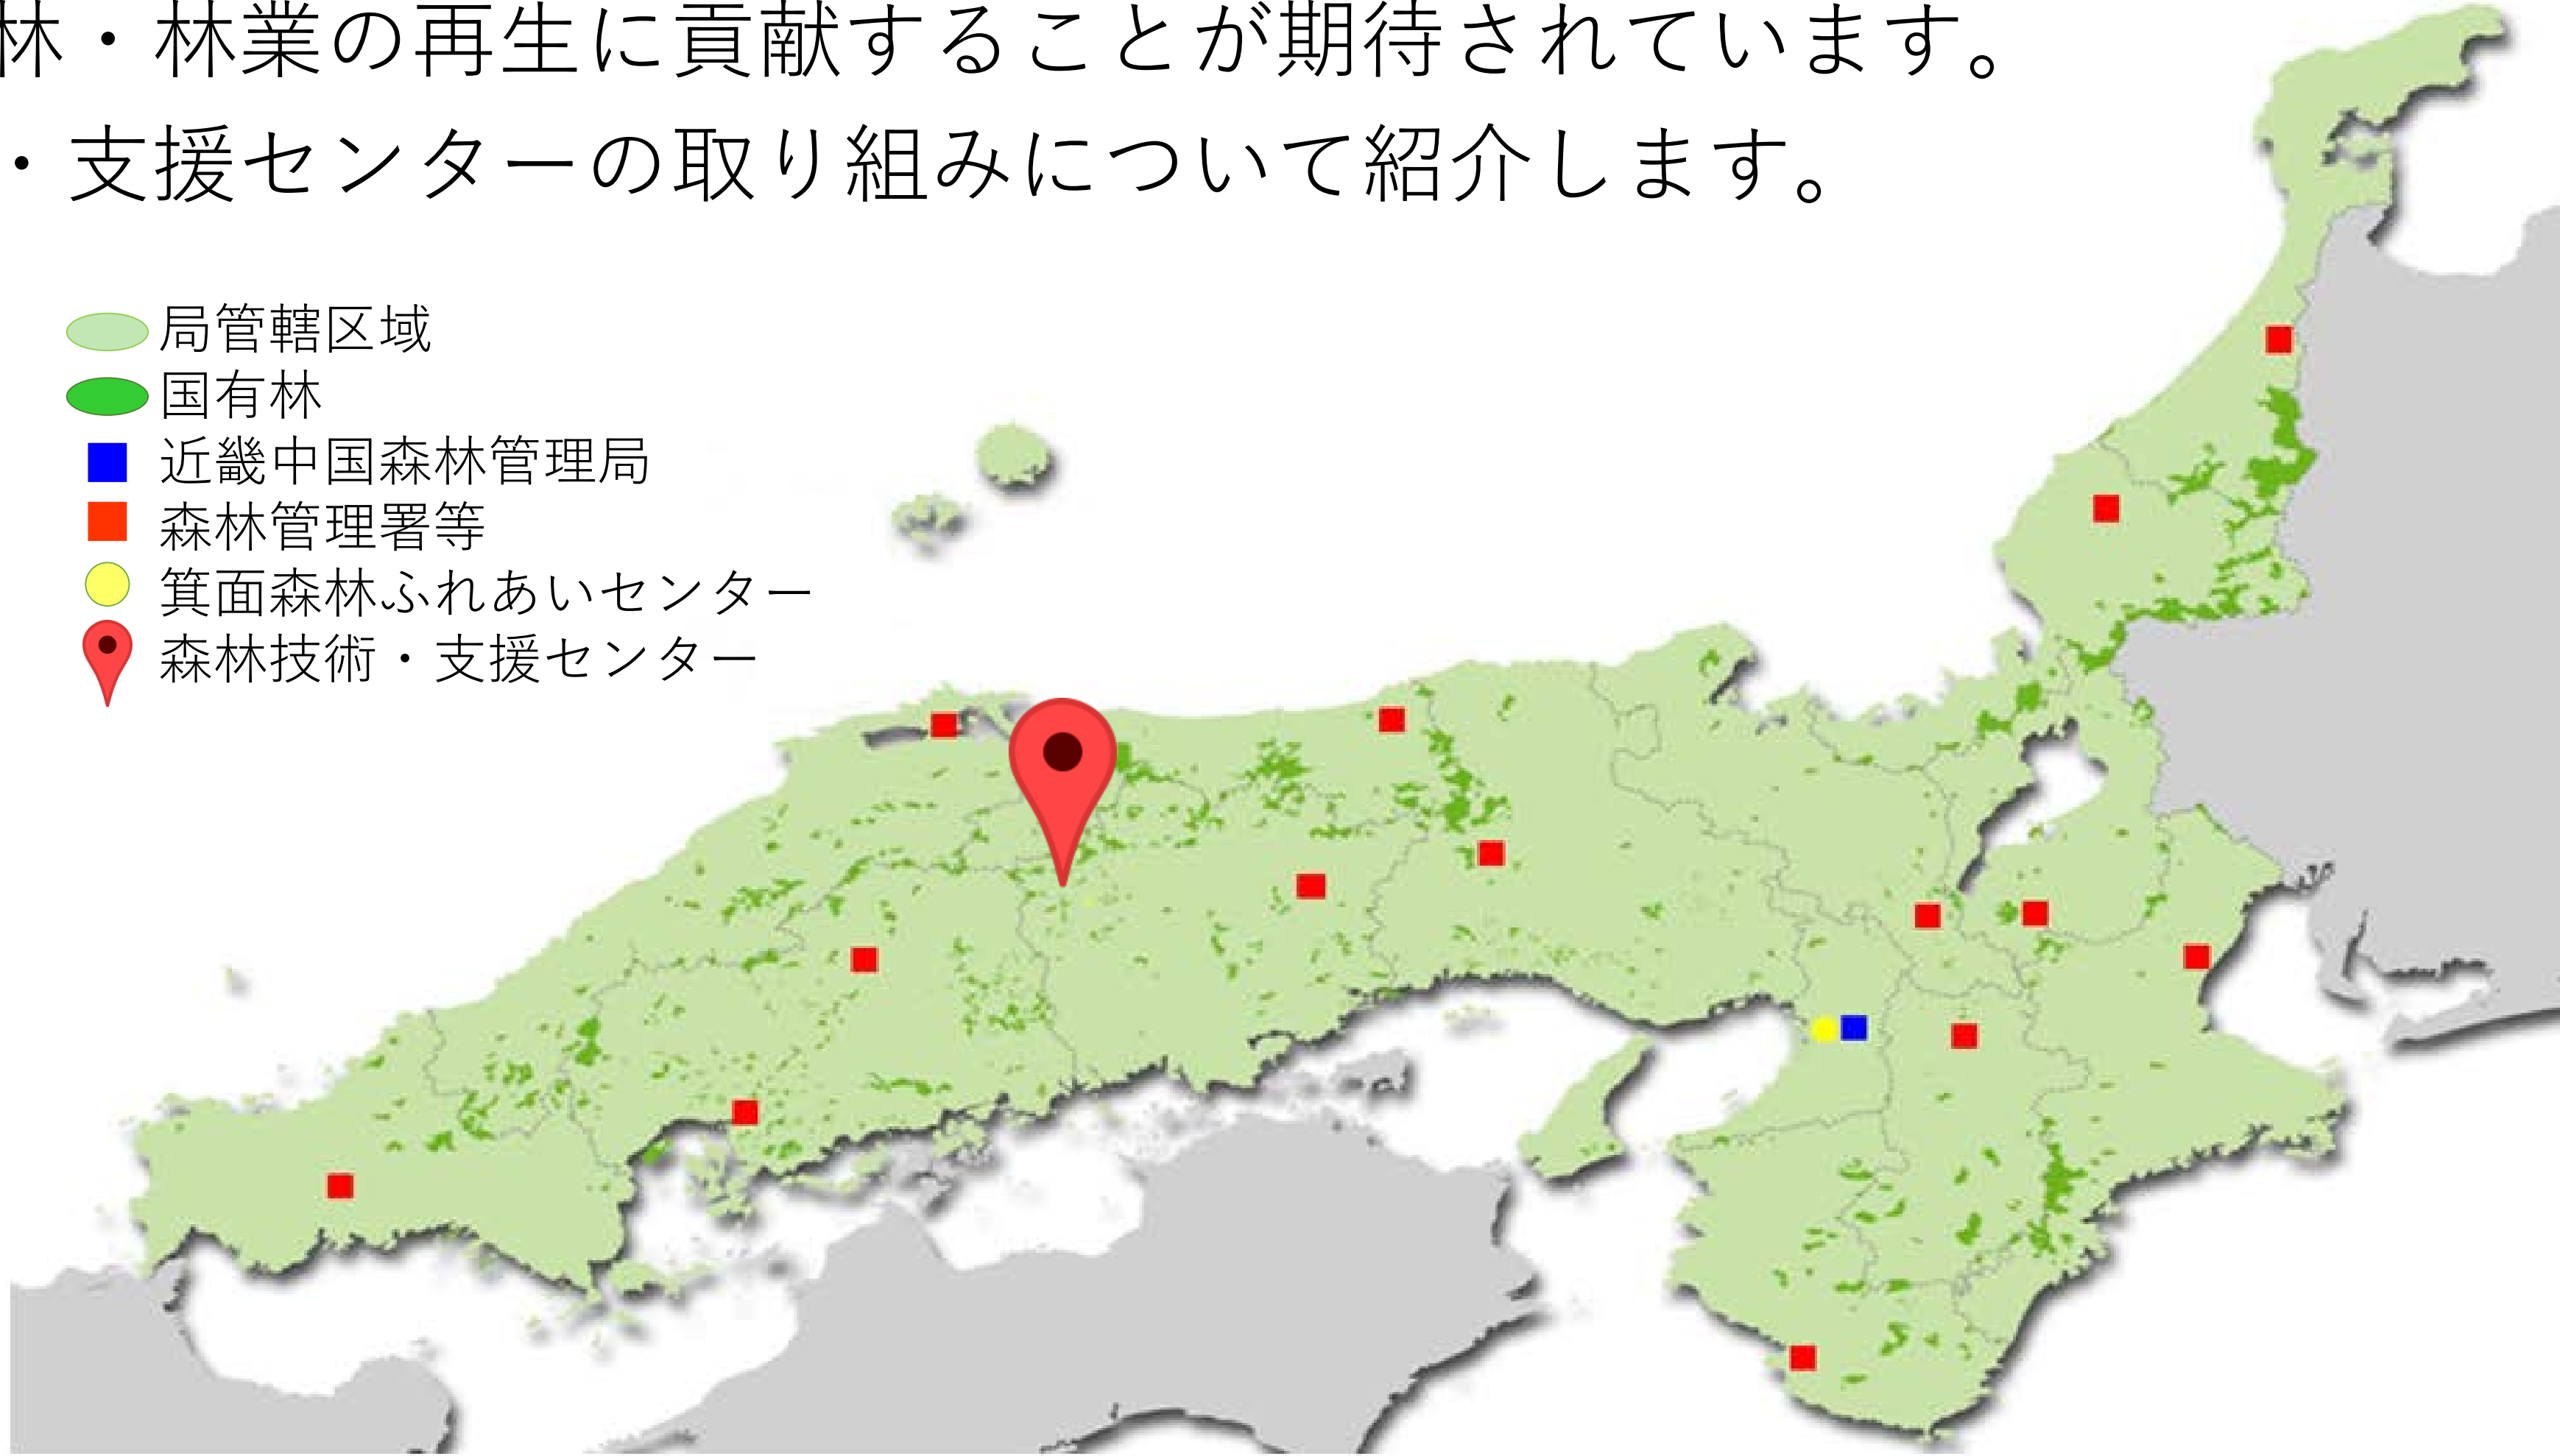 林・林業の再生に貢献することが期待されています。
・支援センターの取り組みについて紹介します。
局管轄区域
国有林
近畿中国森林管理局
森林管理署等
箕面森林ふれあいセンター
森林技術・支援センター